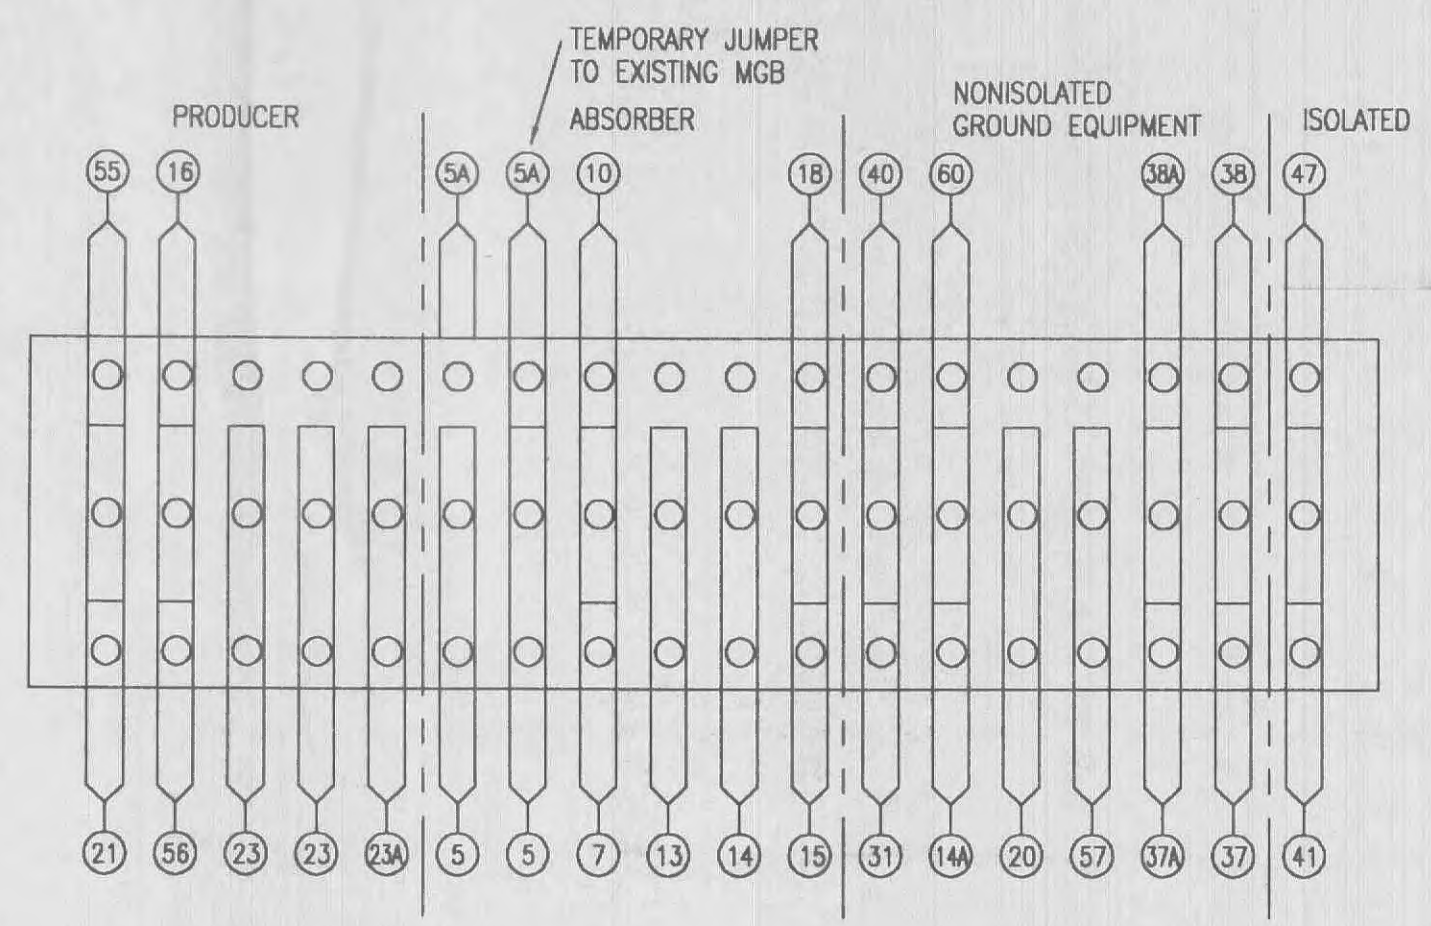 TEMPORARY JUMPER
TO EXISTING MGB
PRODUCER
ABSORBER
NONISOLATED
GROUND EQUIPMENT
ISOLATED
55 16 5A 5A 10 18 40 60 38A 38 47
21 56 23 23 23A 5 5 7 13 14 15 31 14A 20 57 37A 37 41